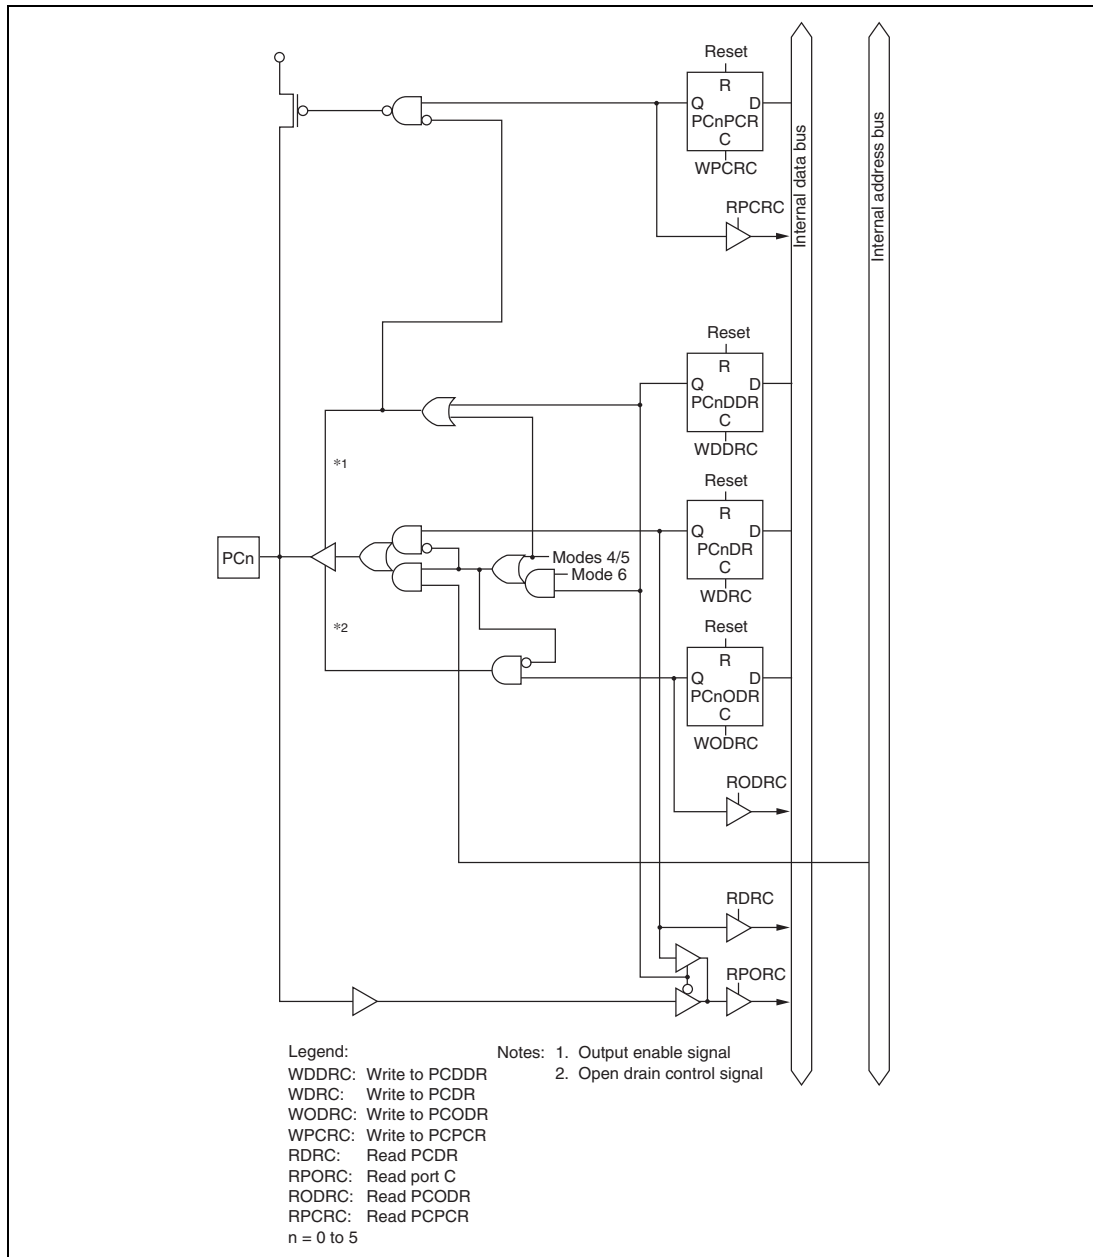 Reset
R
Q D
PCnPCR
C
WPCRC
RPCRC
Internal data bus
Internal address bus
Reset
R
Q D
PCnDDR
C
WDDRC
*1
Reset
R
Q D
PCnDR
C
WDRC
PCn
Modes 4/5
Mode 6
*2
Reset
R
Q D
PCnODR
C
WODRC
RODRC
RDRC
RPORC
Legend:
WDDRC: Write to PCDDR
WDRC: Write to PCDR
WODRC: Write to PCODR
WPCRC: Write to PCPCR
RDRC: Read PCDR
RPORC: Read port C
RODRC: Read PCODR
RPCRC: Read PCPCR
n = 0 to 5
Notes: 1. Output enable signal
2. Open drain control signal